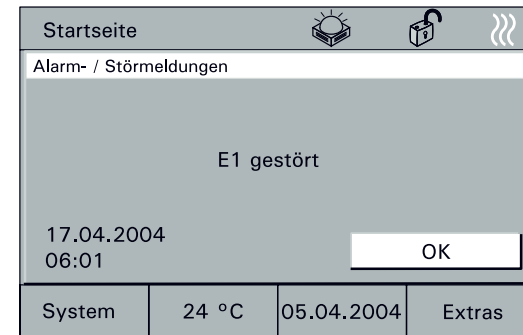 Startseite
Alarm- / Störmeldungen
E1 gestört
17.04.2004
06:01
OK
System
24 °C
05.04.2004
Extras